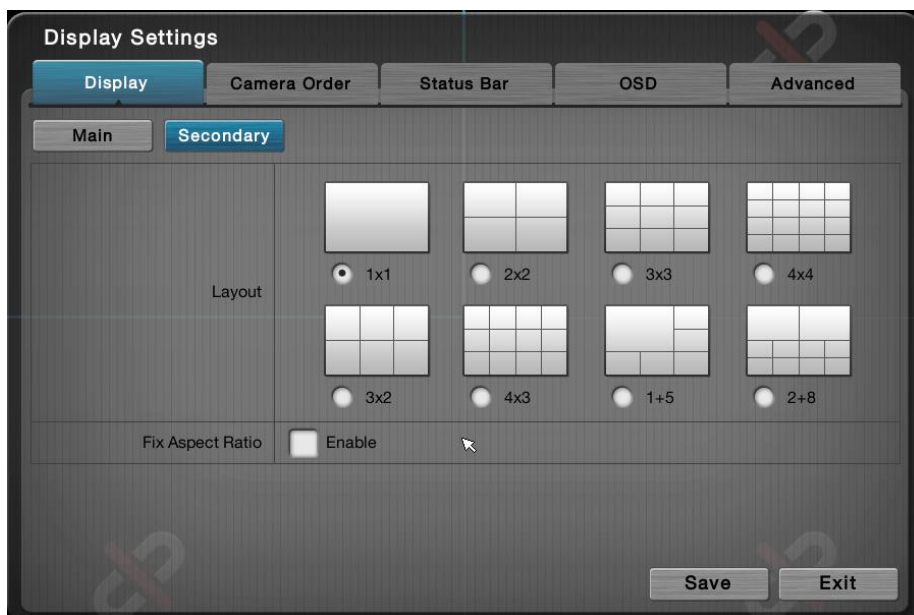 Display Settings
Display Camera Order Status Bar OSD Advanced
Main Secondary
Layout
1x1 2x2 3x3 4x4
3x2 4x3 1+5 2+8
Fix Aspect Ratio Enable
Save Exit